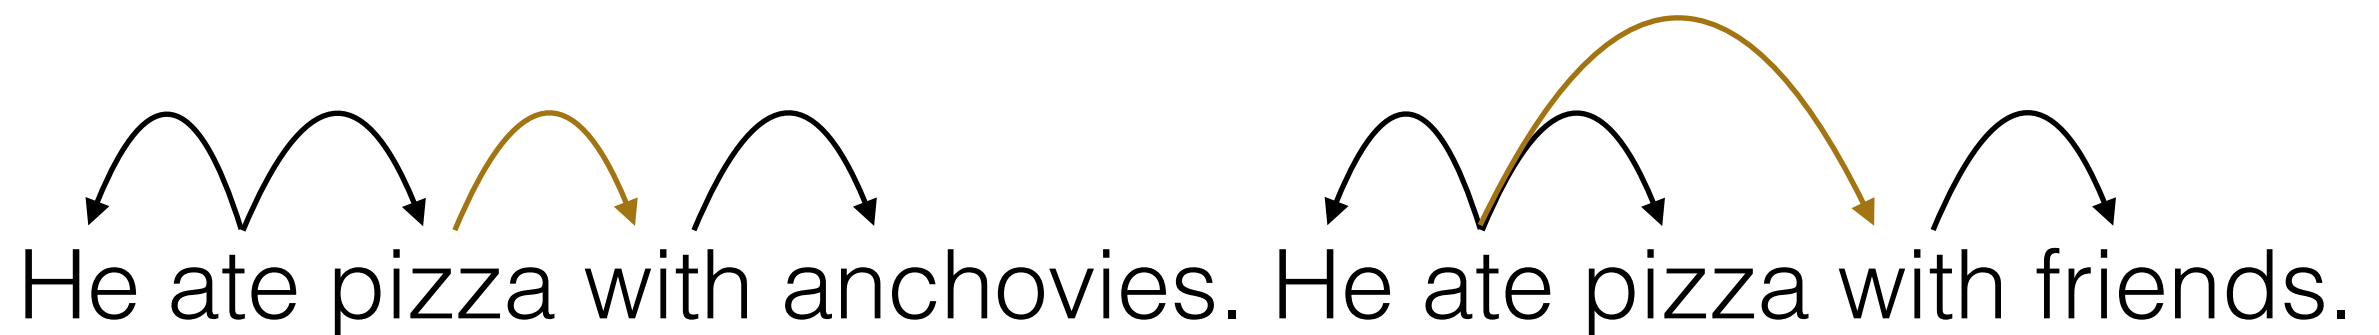 He ate pizza with anchovies. He ate pizza with friends.